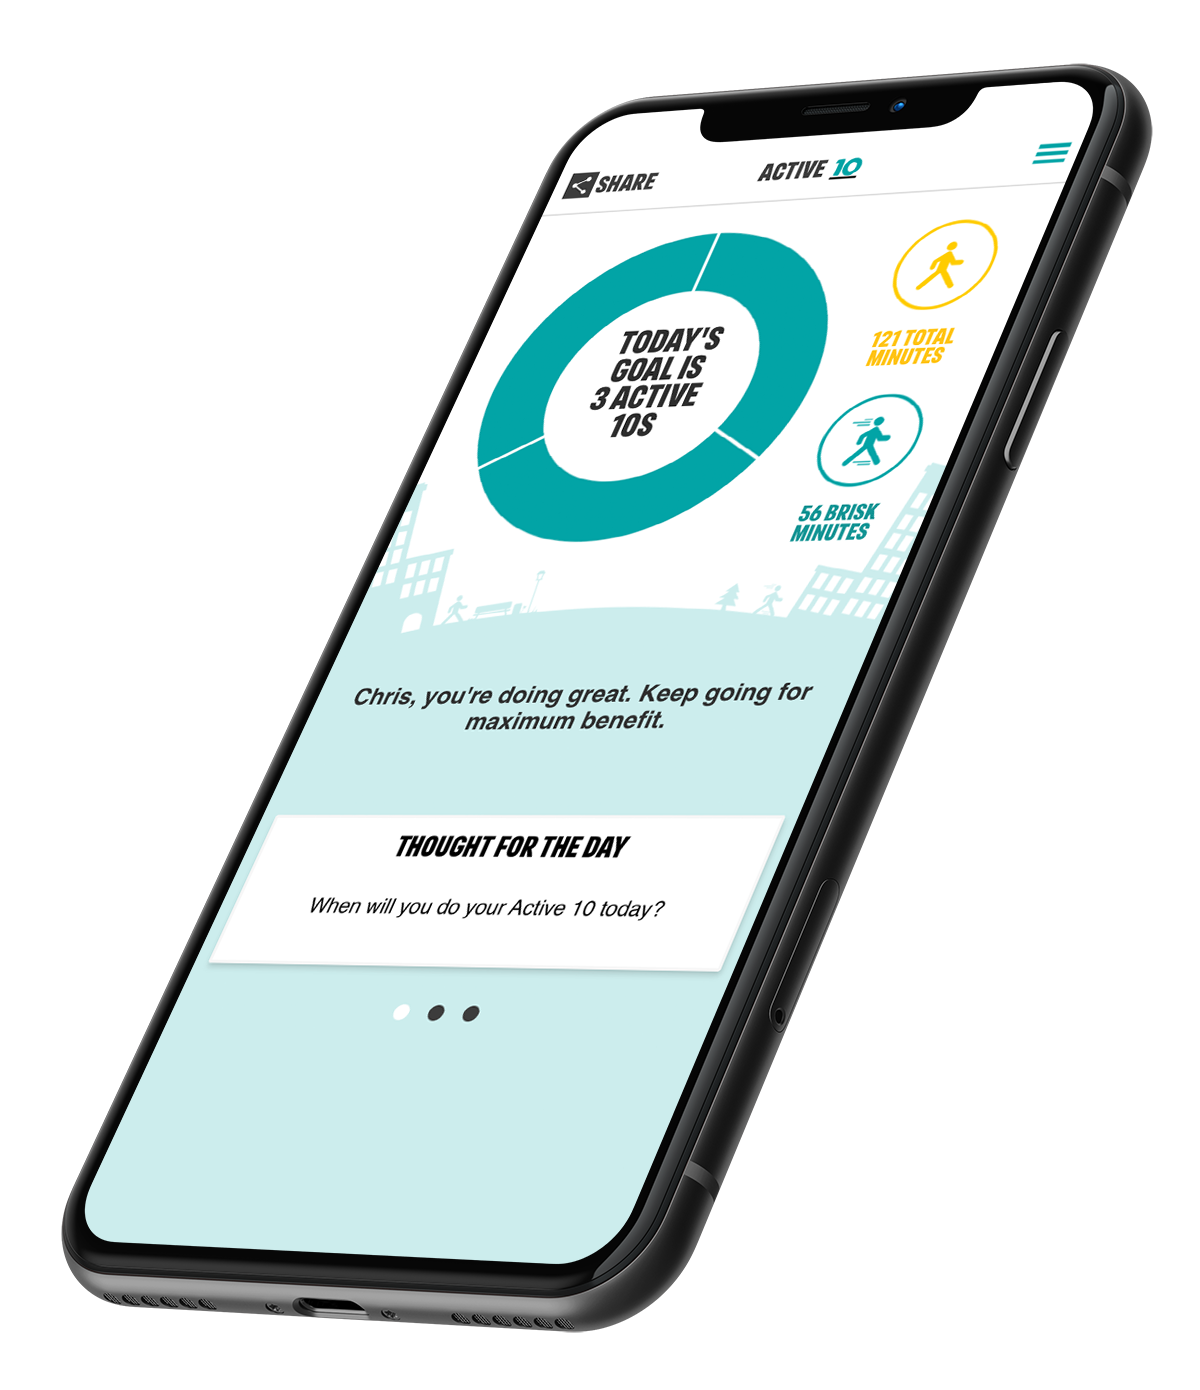 SHARE
ACTIVE 10
TODAY'S
GOAL IS
3 ACTIVE
10S
121 TOTAL
MINUTES
56 BRISK
MINUTES
Chris, you're doing great. Keep going for
maximum benefit.
THOUGHT FOR THE DAY
When will you do your Active 10 today?